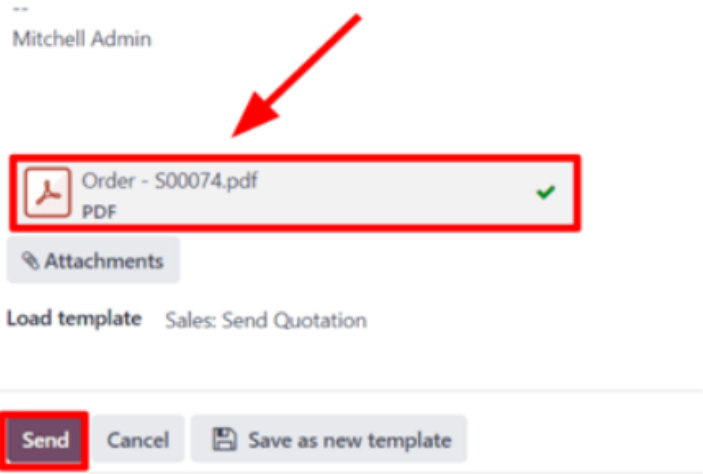 --
Mitchell Admin
Order - S00074.pdf
PDF
Attachments
Load template Sales: Send Quotation
Send Cancel Save as new template